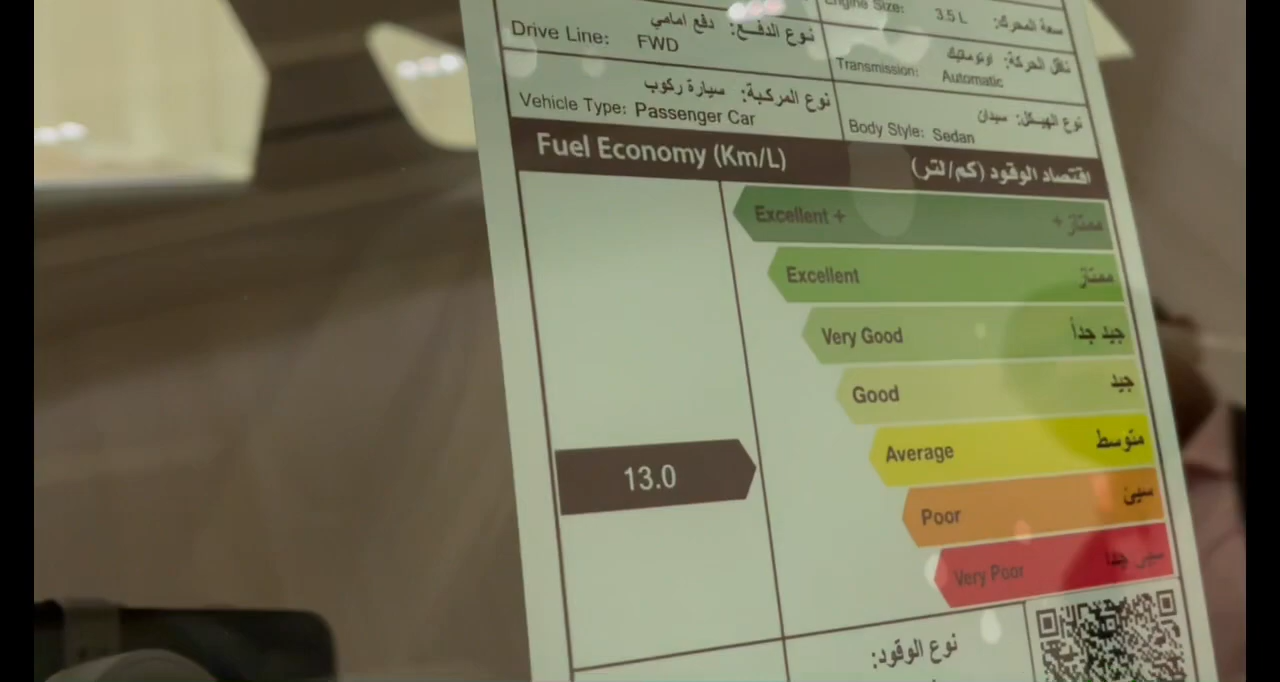 Engine Size: 3.5 L سعة المحرك:
Drive Line: FWD نوع الدفع: دفع امامي
Transmission: Automatic ناقل الحركة: اوتوماتيك
Vehicle Type: Passenger Car نوع المركبة: سيارة ركوب
Body Style: Sedan نوع الهيكل: سيدان
Fuel Economy (Km/L) اقتصاد الوقود (كم/لتر)
Excellent + ممتاز +
Excellent ممتاز
Very Good جيد جداً
Good جيد
13.0
Average متوسط
Poor سيئ
Very Poor سيئ جدا
نوع الوقود: